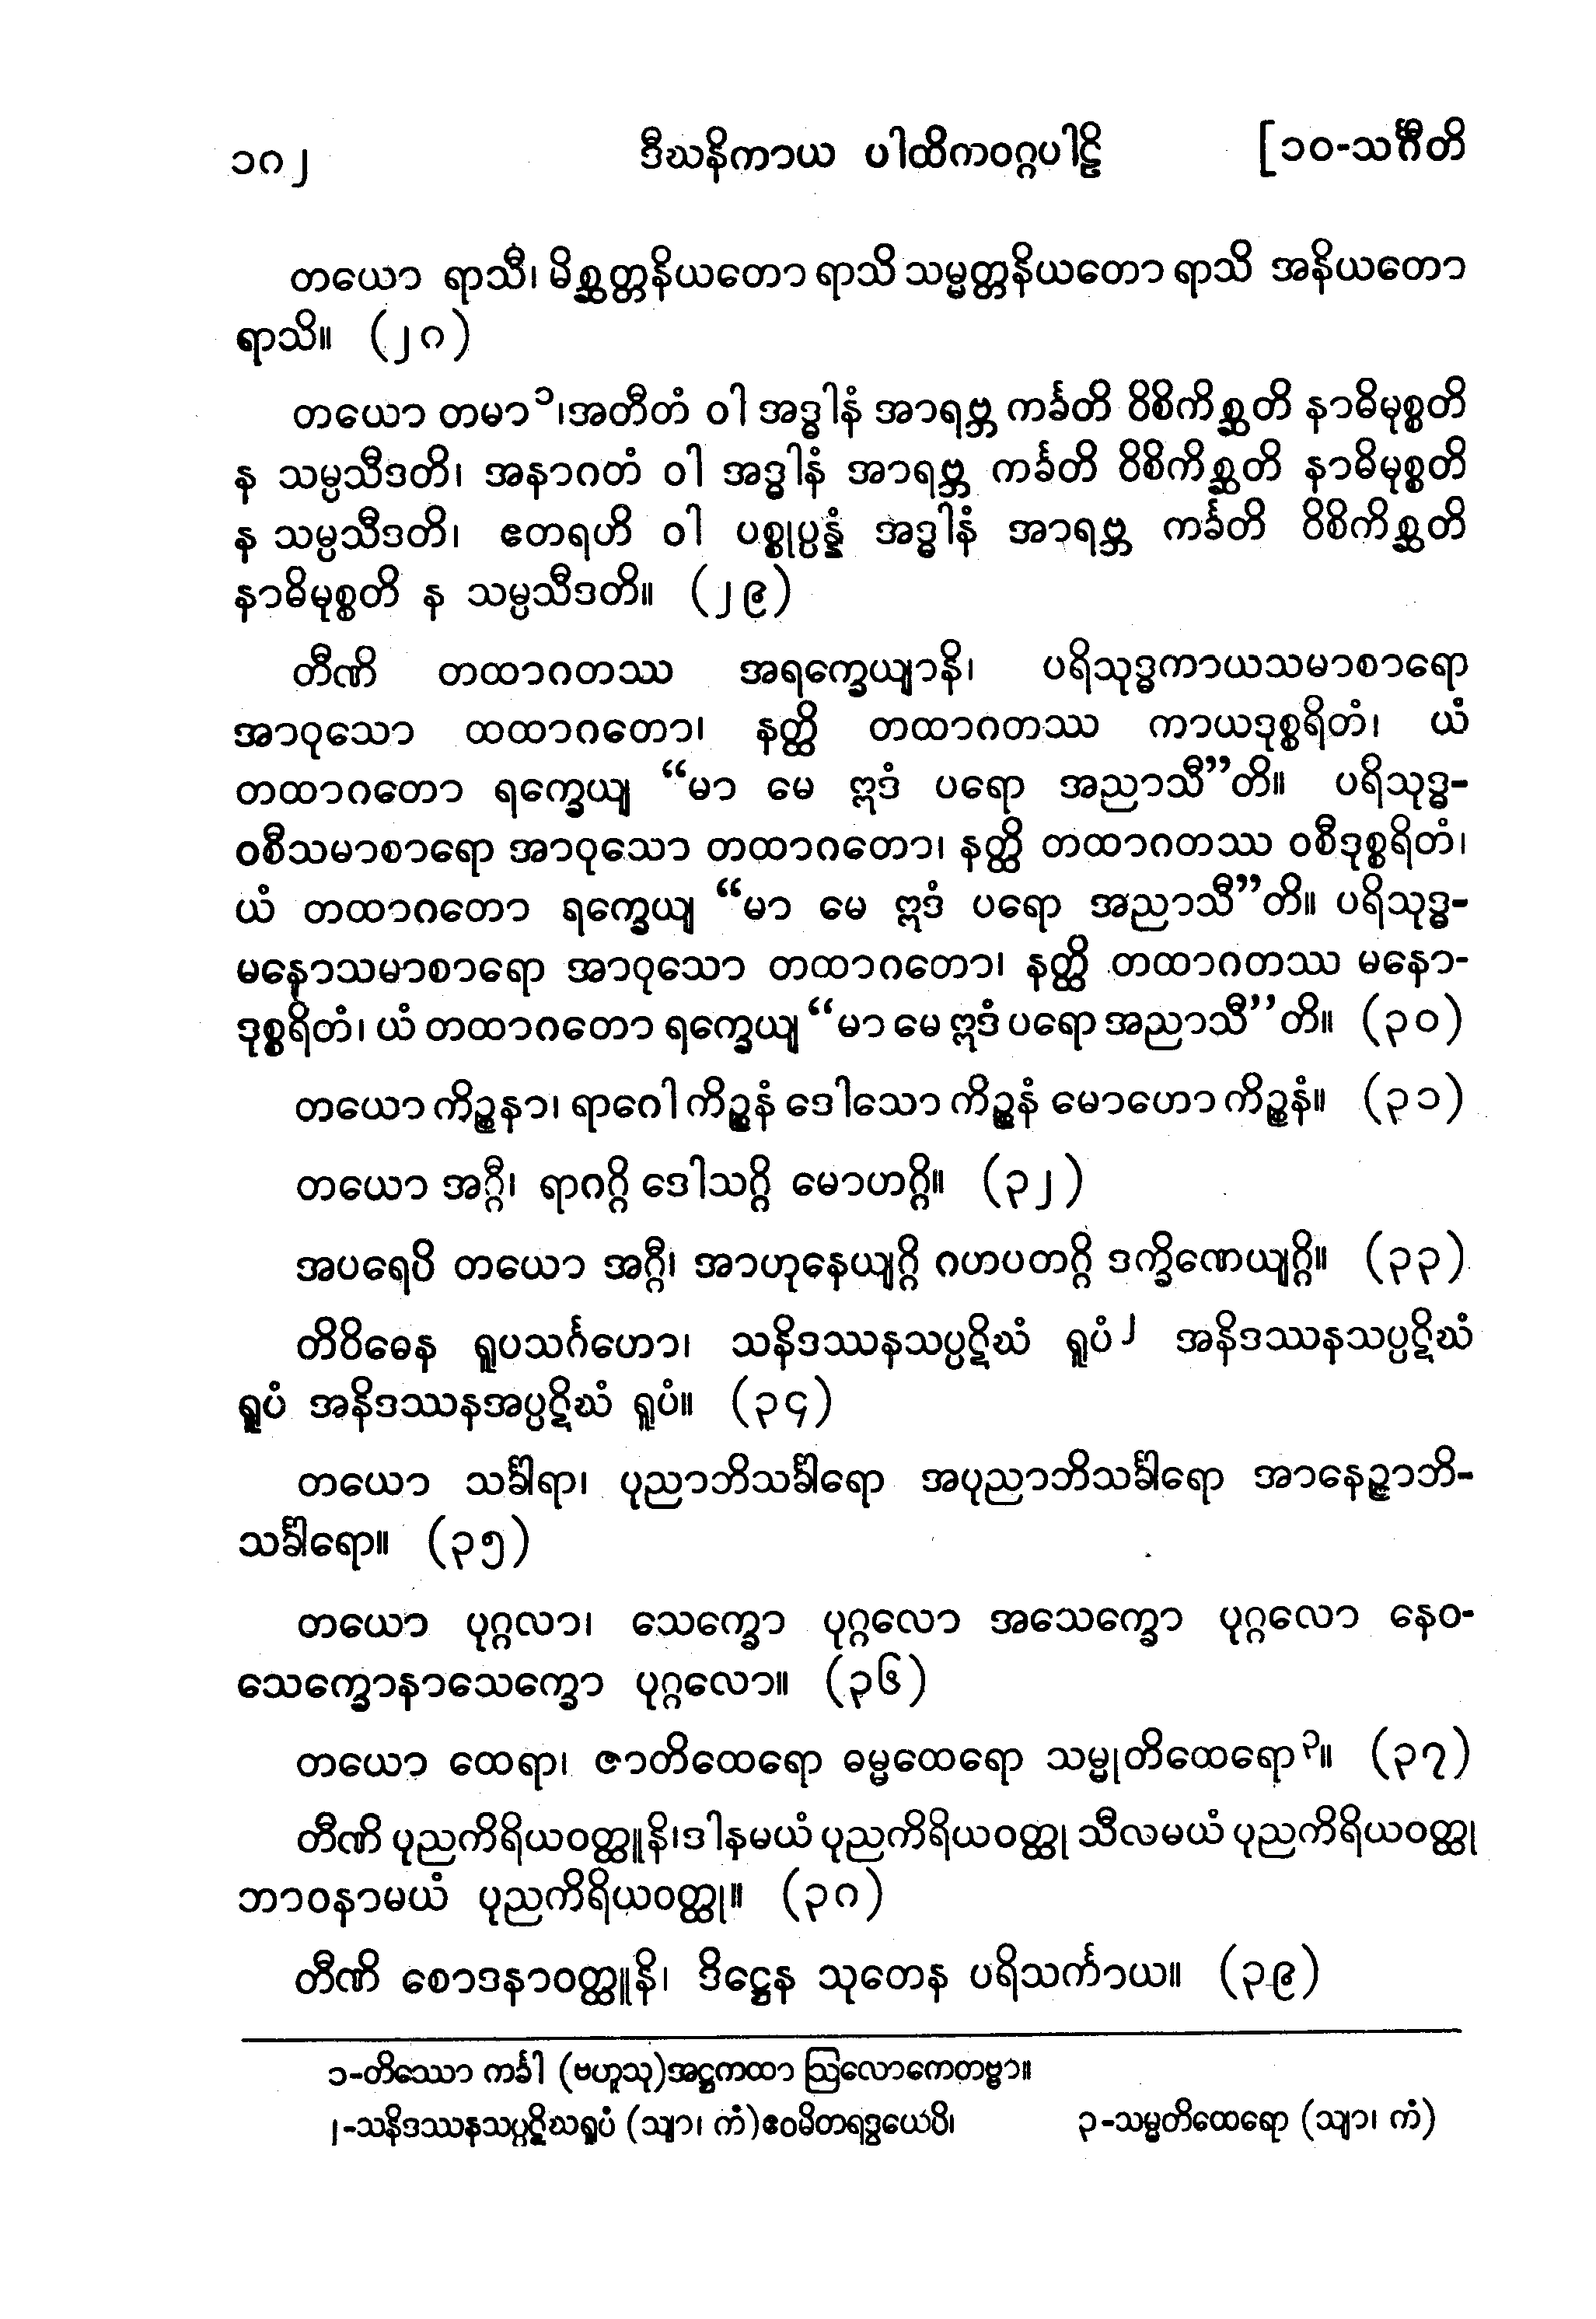 ၁၈၂ ဒီဃနိကာယ ပါထိကဝဂ္ဂပါဠိ [၁၀-သင်္ဂီတိ
တယော ရာသီ၊ မိစ္ဆတ္တနိယတော ရာသိ သမ္မတ္တနိယတော ရာသိ အနိယတော
ရာသိ။ (၂၈)
တယော တမာ၁၊ အတီတံ ဝါ အဒ္ဓါနံ အာရဗ္ဘ ကင်္ခတိ ဝိစိကိစ္ဆတိ နာဓိမုစ္စတိ
န သမ္ပသီဒတိ၊ အနာဂတံ ဝါ အဒ္ဓါနံ အာရဗ္ဘ ကင်္ခတိ ဝိစိကိစ္ဆတိ နာဓိမုစ္စတိ
န သမ္ပသီဒတိ၊ ဧတရဟိ ဝါ ပစ္စုပ္ပန္နံ အဒ္ဓါနံ အာရဗ္ဘ ကင်္ခတိ ဝိစိကိစ္ဆတိ
နာဓိမုစ္စတိ န သမ္ပသီဒတိ။ (၂၉)
တီဏိ တထာဂတဿ အရက္ခေယျာနိ၊ ပရိသုဒ္ဓကာယသမာစာရော
အာဝုသော ထထာဂတော၊ နတ္ထိ တထာဂတဿ ကာယဒုစ္စရိတံ၊ ယံ
တထာဂတော ရက္ခေယျ “မာ မေ ဣဒံ ပရော အညာသီ”တိ။ ပရိသုဒ္ဓ-
ဝစီသမာစာရော အာဝုသော တထာဂတော၊ နတ္ထိ တထာဂတဿ ဝစီဒုစ္စရိတံ၊
ယံ တထာဂတော ရက္ခေယျ “မာ မေ ဣဒံ ပရော အညာသီ”တိ။ ပရိသုဒ္ဓ-
မနောသမာစာရော အာဝုသော တထာဂတော၊ နတ္ထိ တထာဂတဿ မနော-
ဒုစ္စရိတံ၊ ယံ တထာဂတော ရက္ခေယျ “မာ မေ ဣဒံ ပရော အညာသီ”တိ။ (၃၀)
တယော ကိဉ္စနာ၊ ရာဂေါ ကိဉ္စနံ ဒေါသော ကိဉ္စနံ မောဟော ကိဉ္စနံ။ (၃၁)
တယော အဂ္ဂီ၊ ရာဂဂ္ဂိ ဒေါသဂ္ဂိ မောဟဂ္ဂိ။ (၃၂)
အပရေပိ တယော အဂ္ဂီ၊ အာဟုနေယျဂ္ဂိ ဂဟပတဂ္ဂိ ဒက္ခိဏေယျဂ္ဂိ။ (၃၃)
တိဝိဓေန ရူပသင်္ဂဟော၊ သနိဒဿနသပ္ပဋိဃံ ရူပံ၂ အနိဒဿနသပ္ပဋိဃံ
ရူပံ အနိဒဿနအပ္ပဋိဃံ ရူပံ။ (၃၄)
တယော သင်္ခါရာ၊ ပုညာဘိသင်္ခါရော အပုညာဘိသင်္ခါရော အာနေဉ္ဇာဘိ-
သင်္ခါရော။ (၃၅)
တယော ပုဂ္ဂလာ၊ သေက္ခော ပုဂ္ဂလော အသေက္ခော ပုဂ္ဂလော နေဝ-
သေက္ခောနာသေက္ခော ပုဂ္ဂလော။ (၃၆)
တယော ထေရာ၊ ဇာတိထေရော ဓမ္မထေရော သမ္မုတိထေရော၃။ (၃၇)
တီဏိ ပုညကိရိယဝတ္ထူနိ၊ ဒါနမယံ ပုညကိရိယဝတ္ထု သီလမယံ ပုညကိရိယဝတ္ထု
ဘာဝနာမယံ ပုညကိရိယဝတ္ထု။ (၃၈)
တီဏိ စောဒနာဝတ္ထူနိ၊ ဒိဋ္ဌေန သုတေန ပရိသင်္ကာယ။ (၃၉)
၁-တိဿော ကင်္ခါ (ဗဟူသု) အဋ္ဌကထာ ဩလောကေတဗ္ဗာ။
၂-သနိဒဿနသပ္ပဋိဃရူပံ (သျာ၊ ကံ) ဧဝမိတရဒွယေပိ၊ ၃-သမ္မတိထေရော (သျာ၊ ကံ)